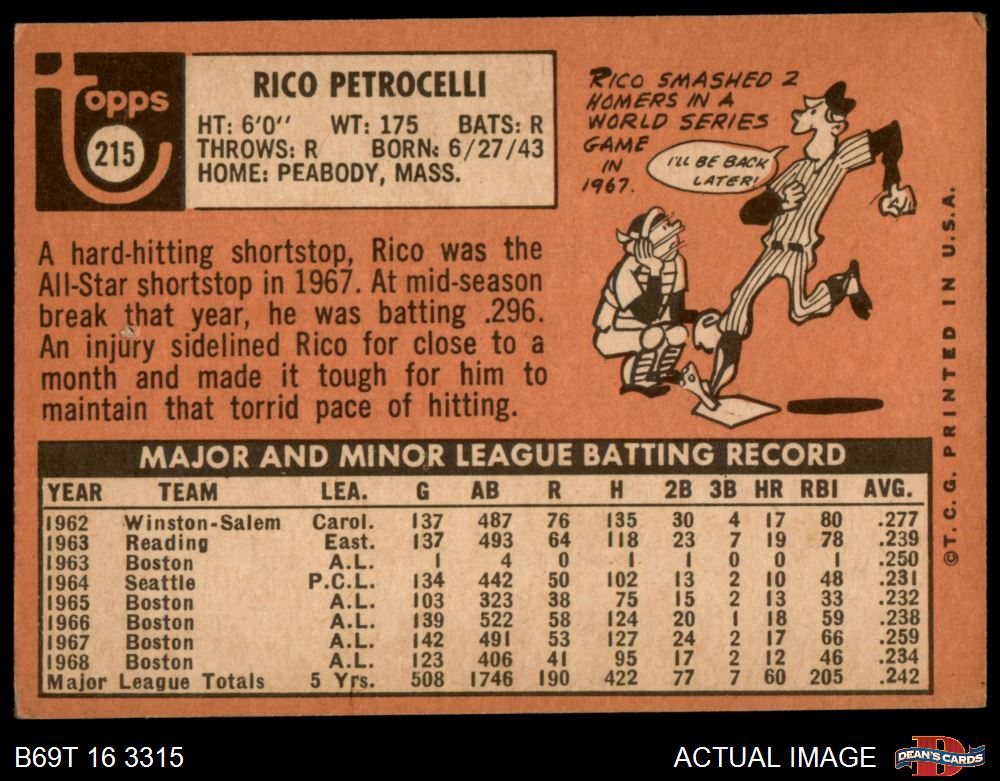 topps
215
RICO PETROCELLI
HT: 6'0" WT: 175 BATS: R
THROWS: R BORN: 6/27/43
HOME: PEABODY, MASS.
RICO SMASHED 2
HOMERS IN A
WORLD SERIES
GAME
IN
1967.
I'LL BE BACK
LATER!
A hard-hitting shortstop, Rico was the
All-Star shortstop in 1967. At mid-season
break that year, he was batting .296.
An injury sidelined Rico for close to a
month and made it tough for him to
maintain that torrid pace of hitting.
MAJOR AND MINOR LEAGUE BATTING RECORD
YEAR TEAM LEA. G AB R H 2B 3B HR RBI AVG.
1962 Winston-Salem Carol. 137 487 76 135 30 4 17 80 .277
1963 Reading East. 137 493 64 118 23 7 19 78 .239
1963 Boston A.L. 1 4 0 1 1 0 0 1 .250
1964 Seattle P.C.L. 134 442 50 102 13 2 10 48 .231
1965 Boston A.L. 103 323 38 75 15 2 13 33 .232
1966 Boston A.L. 139 522 58 124 20 1 18 59 .238
1967 Boston A.L. 142 491 53 127 24 2 17 66 .259
1968 Boston A.L. 123 406 41 95 17 2 12 46 .234
Major League Totals 5 Yrs. 508 1746 190 422 77 7 60 205 .242
©T.C.G. PRINTED IN U.S.A.
B69T 16 3315
ACTUAL IMAGE
D
DEAN'S CARDS